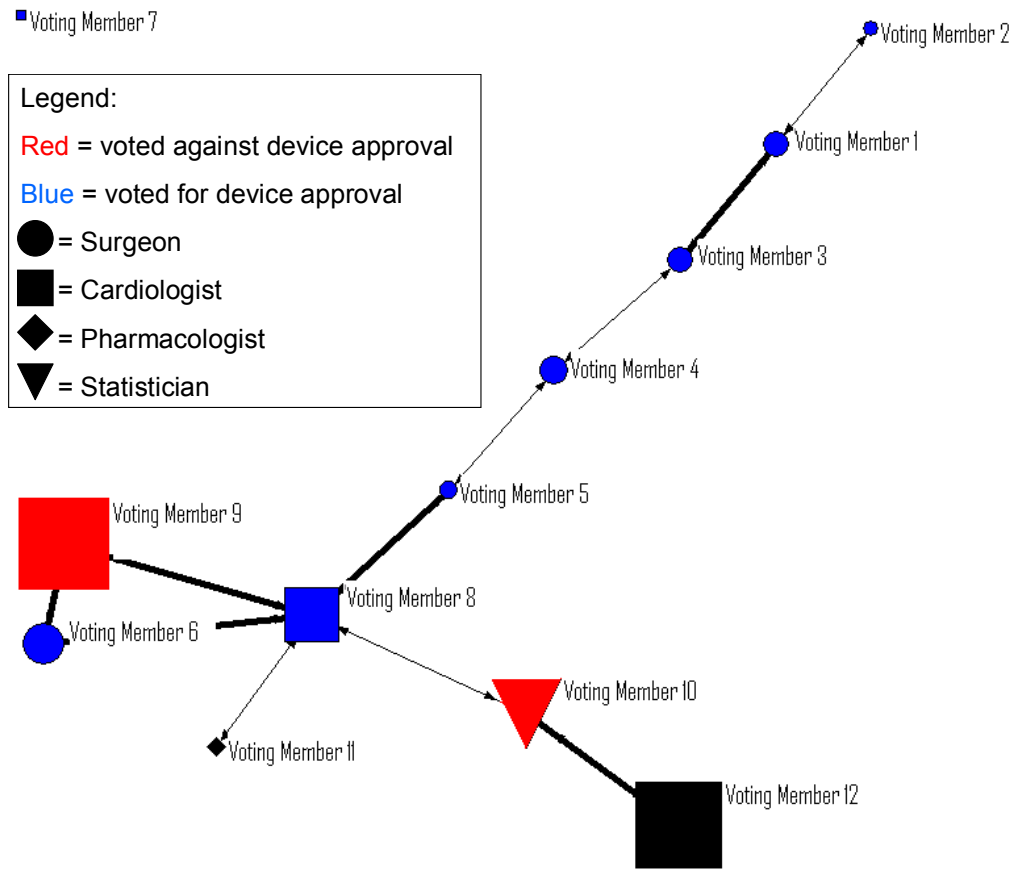 Voting Member 7
Voting Member 2
Legend:
Red = voted against device approval
Blue = voted for device approval
= Surgeon
= Cardiologist
= Pharmacologist
= Statistician
Voting Member 1
Voting Member 3
Voting Member 4
Voting Member 5
Voting Member 9
Voting Member 8
Voting Member 6
Voting Member 10
Voting Member 11
Voting Member 12